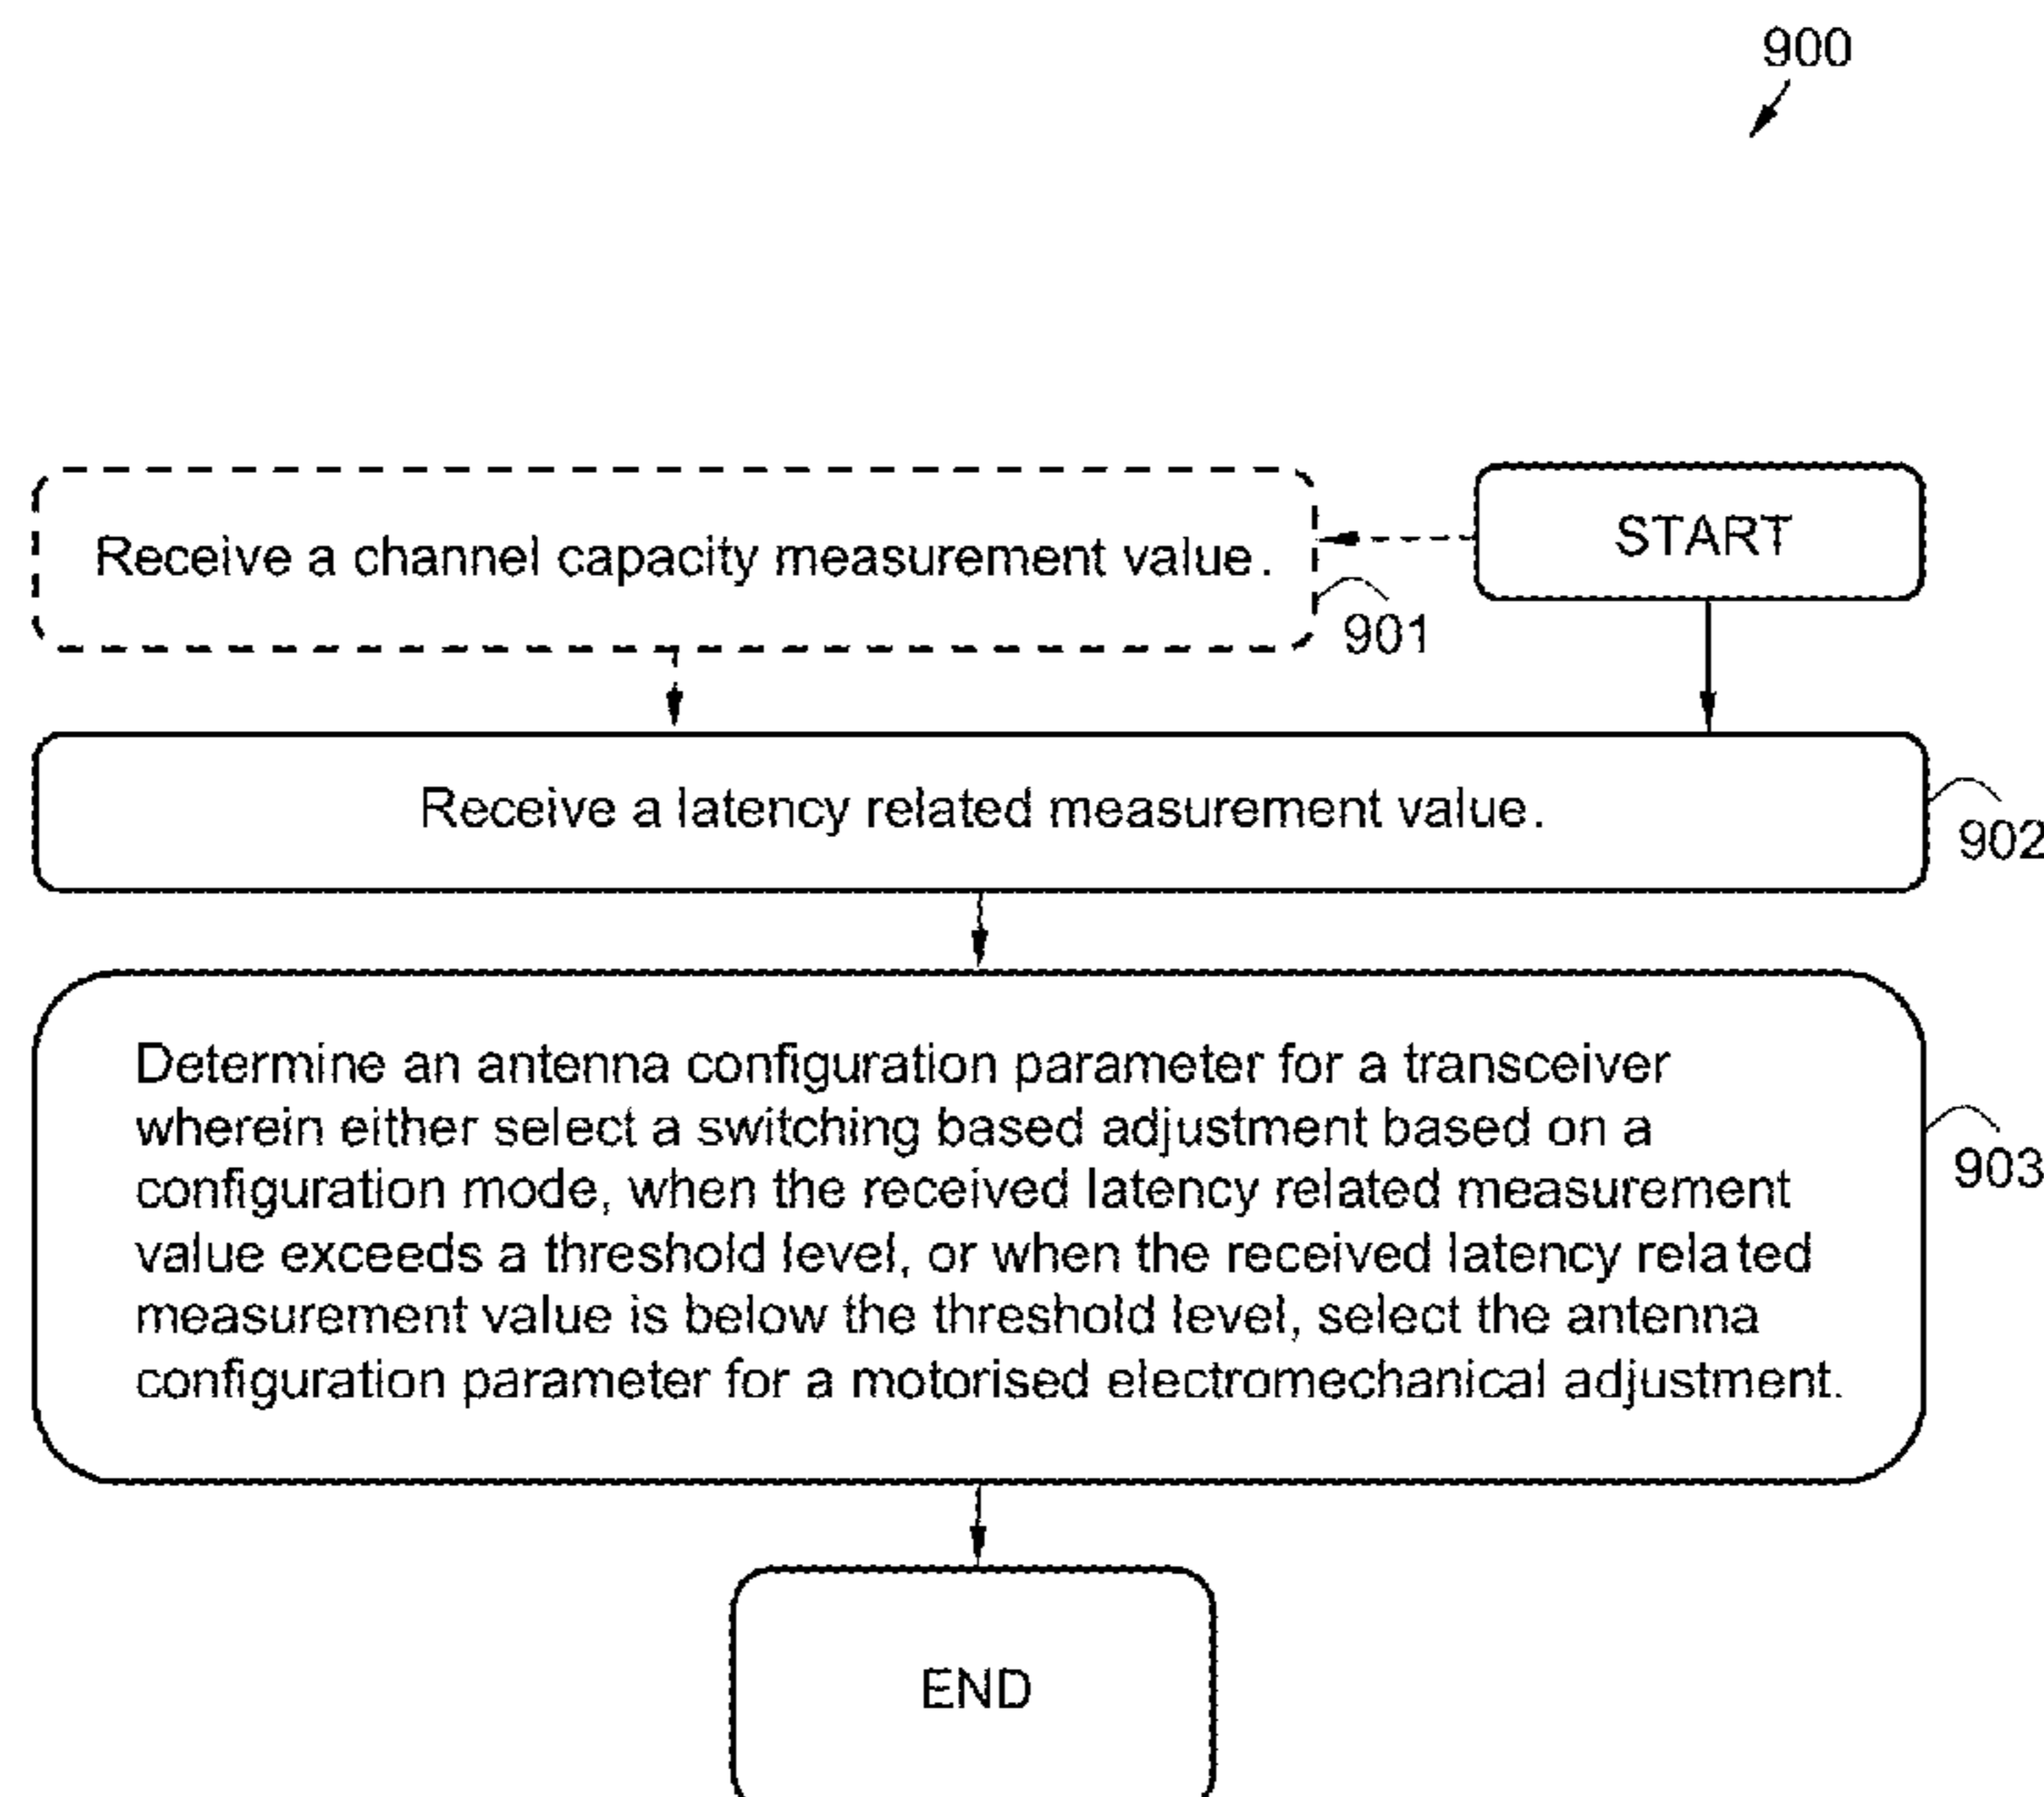 900
Receive a channel capacity measurement value.
START
901
Receive a latency related measurement value.
902
Determine an antenna configuration parameter for a transceiver
wherein either select a switching based adjustment based on a
configuration mode, when the received latency related measurement
value exceeds a threshold level, or when the received latency related
measurement value is below the threshold level, select the antenna
configuration parameter for a motorised electromechanical adjustment.
903
END